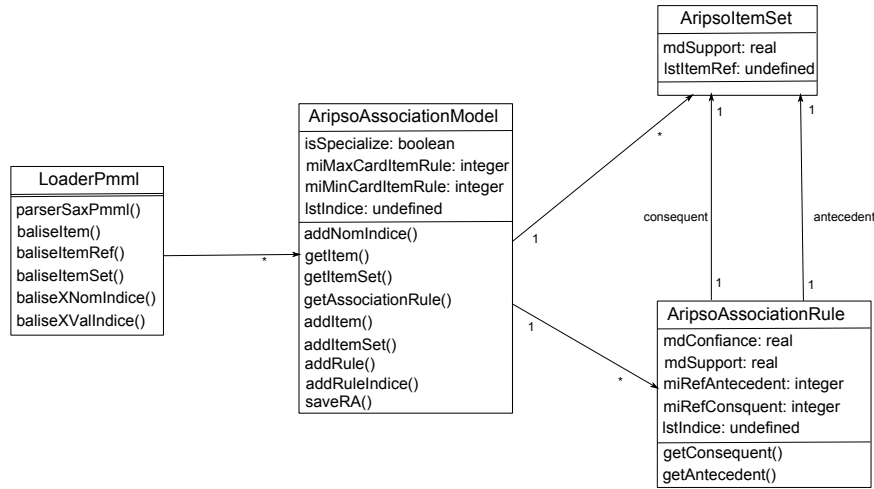 LoaderPmml
parserSaxPmml()
baliseItem()
baliseItemRef()
baliseItemSet()
baliseXNomIndice()
baliseXValIndice()
*
AripsoAssociationModel
isSpecialize: boolean
miMaxCardItemRule: integer
miMinCardItemRule: integer
lstIndice: undefined
addNomIndice()
getItem()
getItemSet()
getAssociationRule()
addItem()
addItemSet()
addRule()
addRuleIndice()
saveRA()
1
*
1
*
AripsoItemSet
mdSupport: real
lstItemRef: undefined
1
1
consequent
antecedent
1
1
AripsoAssociationRule
mdConfiance: real
mdSupport: real
miRefAntecedent: integer
miRefConsquent: integer
lstIndice: undefined
getConsequent()
getAntecedent()